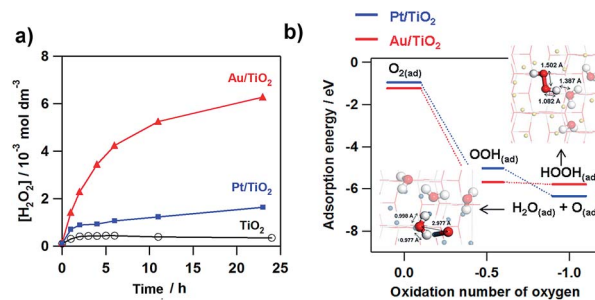 a)
[H₂O₂] / 10⁻³ mol dm⁻³
8
6
4
2
0
Au/TiO₂
Pt/TiO₂
TiO₂
0
5
10
15
20
25
Time / h
b)
Pt/TiO₂
Au/TiO₂
Adsorption energy / eV
0
-2
-4
-6
-8
O₂(ad)
OOH(ad)
HOOH(ad)
H₂O(ad) + O(ad)
1.502 Å
1.387 Å
1.082 Å
0.998 Å
2.977 Å
0.977 Å
0.0
-0.5
-1.0
Oxidation number of oxygen